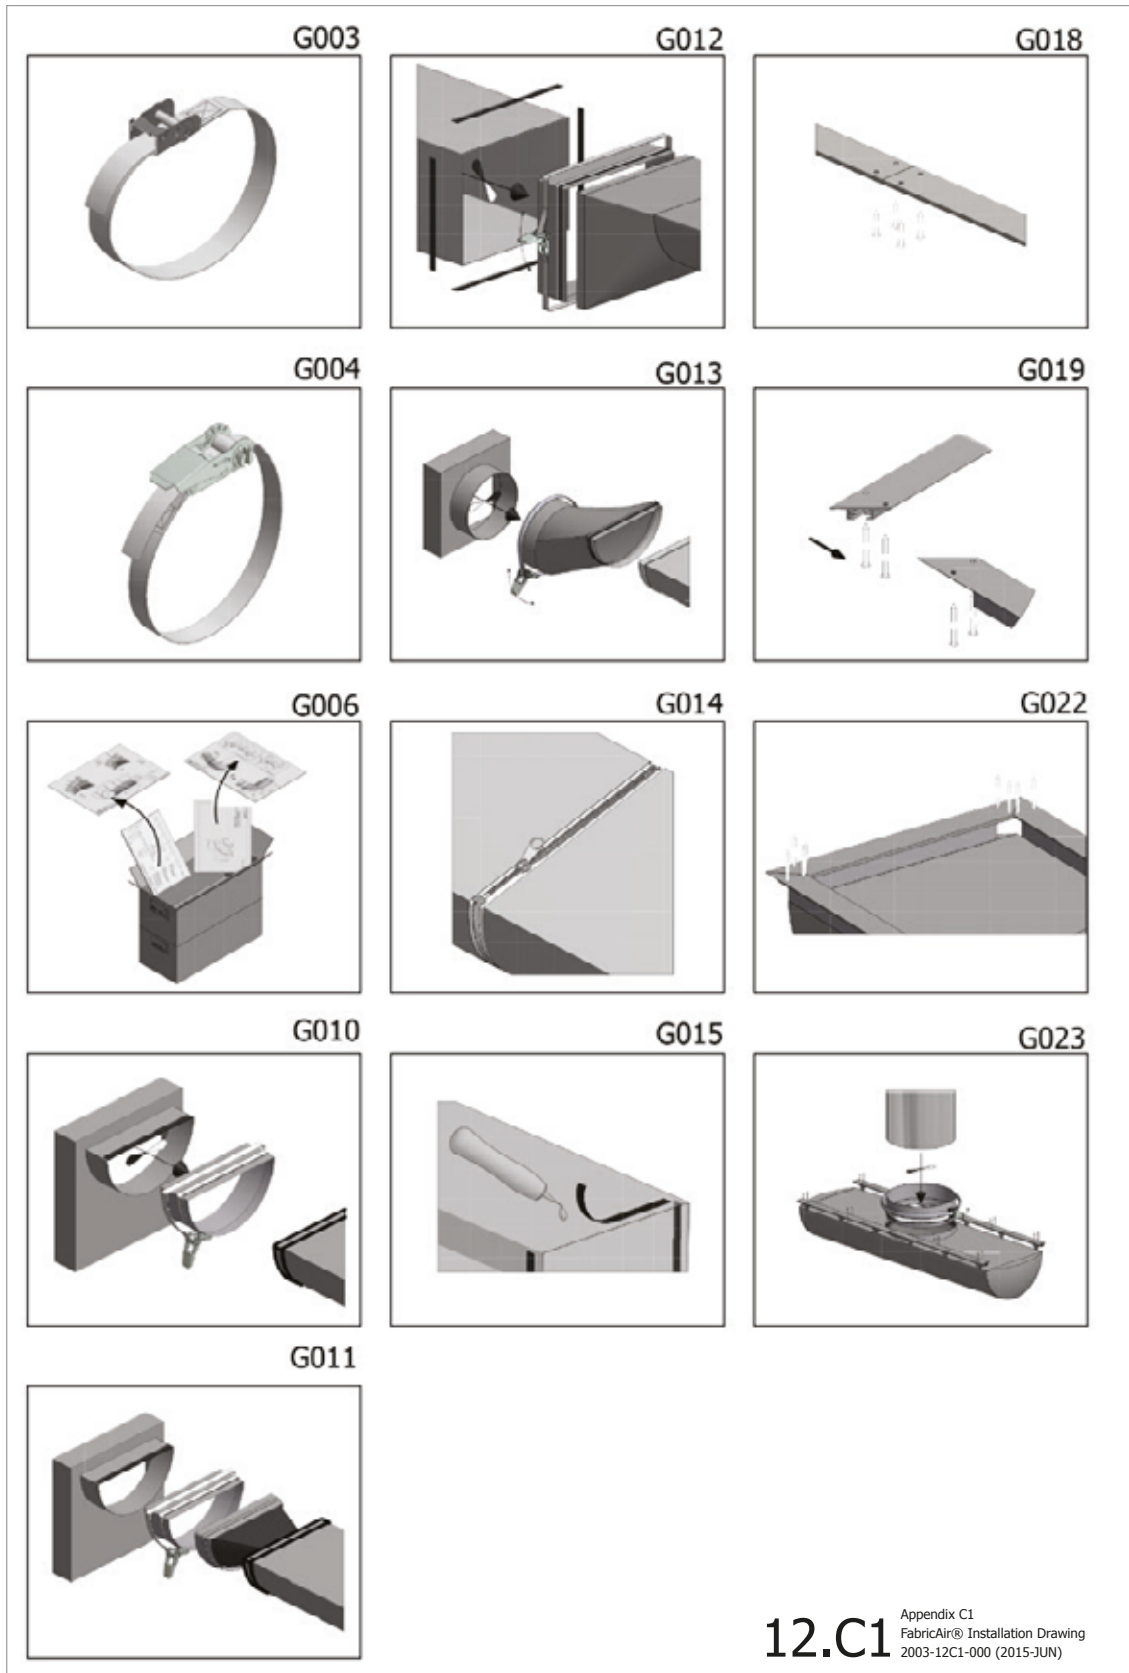 G003
G012
G018
G004
G013
G019
G006
G014
G022
G010
G015
G023
G011
12.C1
Appendix C1
FabricAir® Installation Drawing
2003-12C1-000 (2015-JUN)